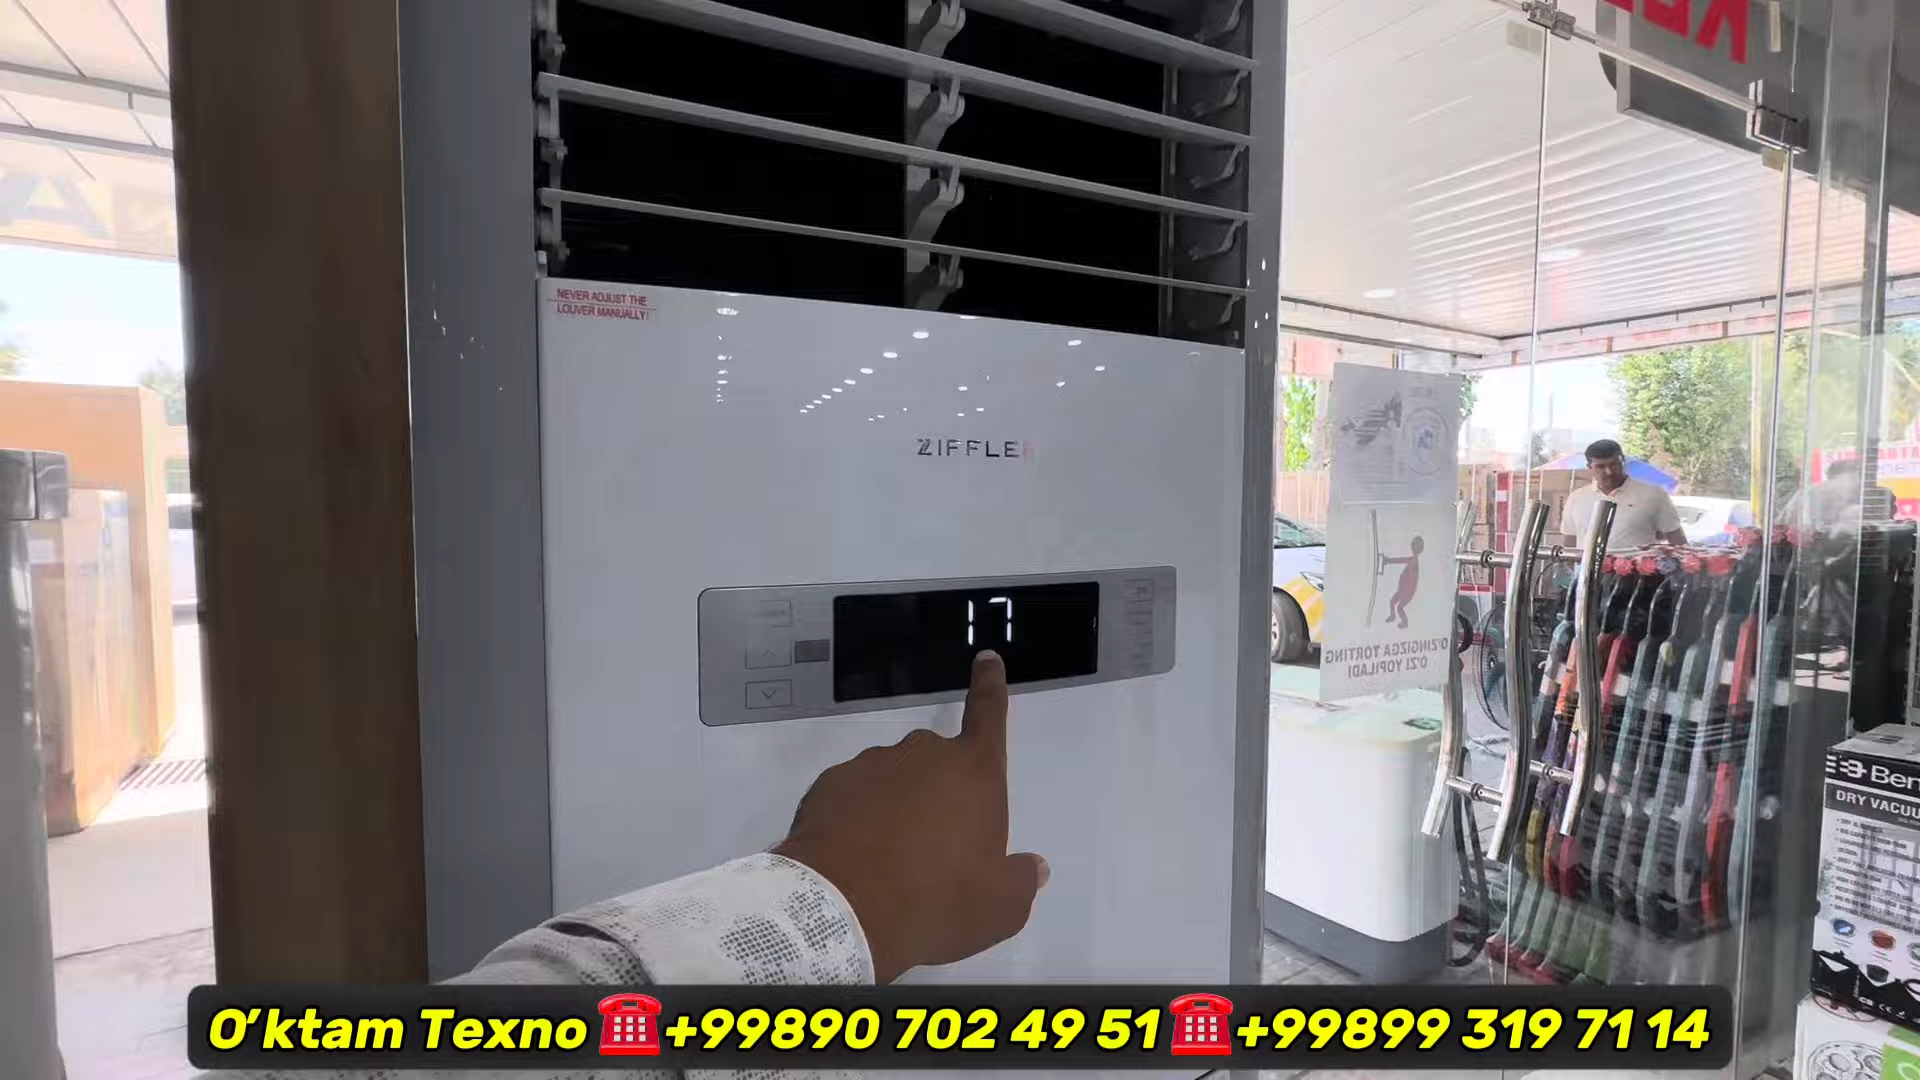 NEVER ADJUST THE
LOUVER MANUALLY!
ZIFFLER
17
O'ZINGIZGA TORTING
O'ZI YOPILADI
DRY VACUU
O'ktam Texno ☎+99890 702 49 51☎+99899 319 71 14